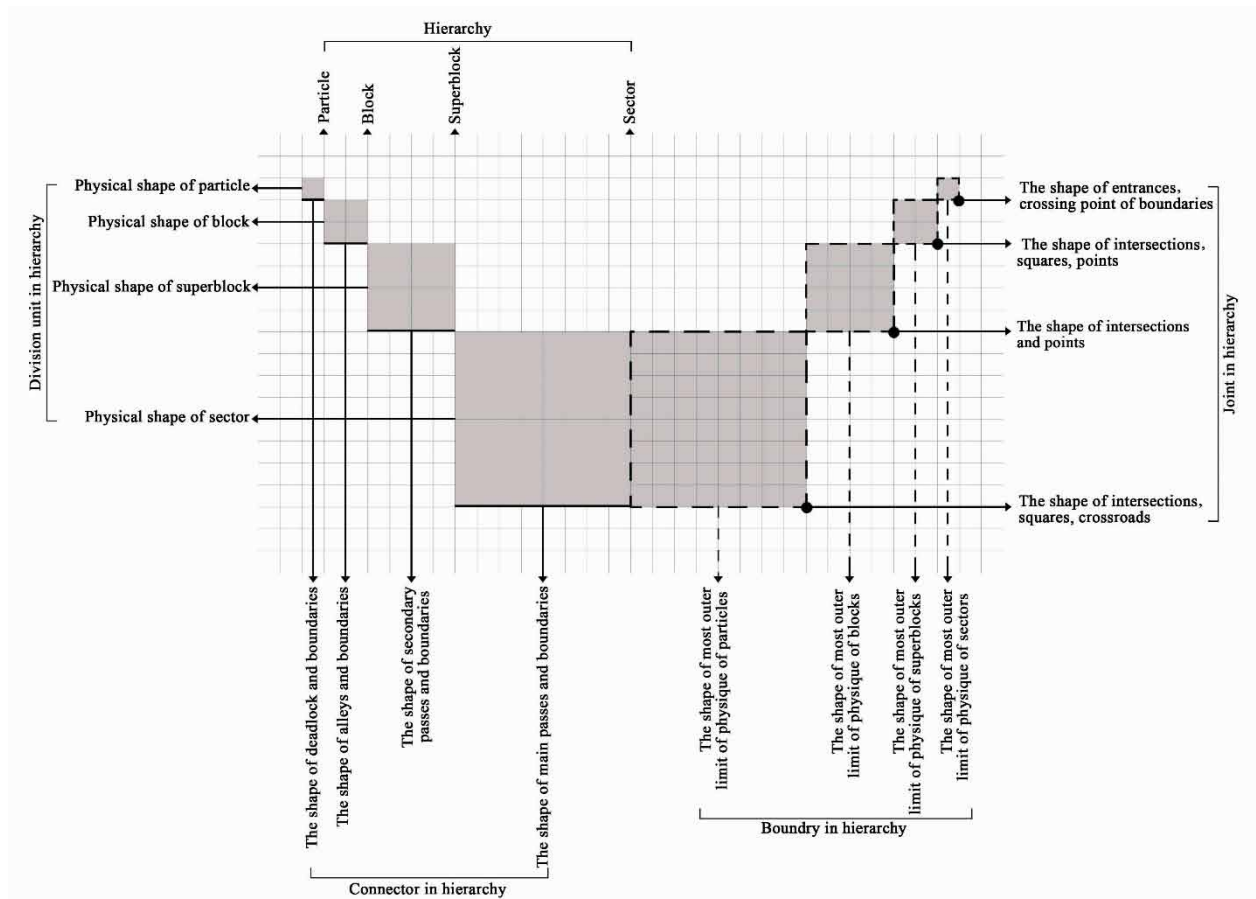 Hierarchy
Particle
Block
Superblock
Sector
Division unit in hierarchy
Physical shape of particle
Physical shape of block
Physical shape of superblock
Physical shape of sector
The shape of entrances,
crossing point of boundaries
The shape of intersections,
squares, points
The shape of intersections
and points
The shape of intersections,
squares, crossroads
Joint in hierarchy
The shape of deadlock and boundaries
The shape of alleys and boundaries
The shape of secondary
passes and boundaries
The shape of main passes and boundaries
The shape of most outer
limit of physique of particles
The shape of most outer
limit of physique of blocks
The shape of most outer
limit of physique of superblocks
The shape of most outer
limit of physique of sectors
Boundry in hierarchy
Connector in hierarchy